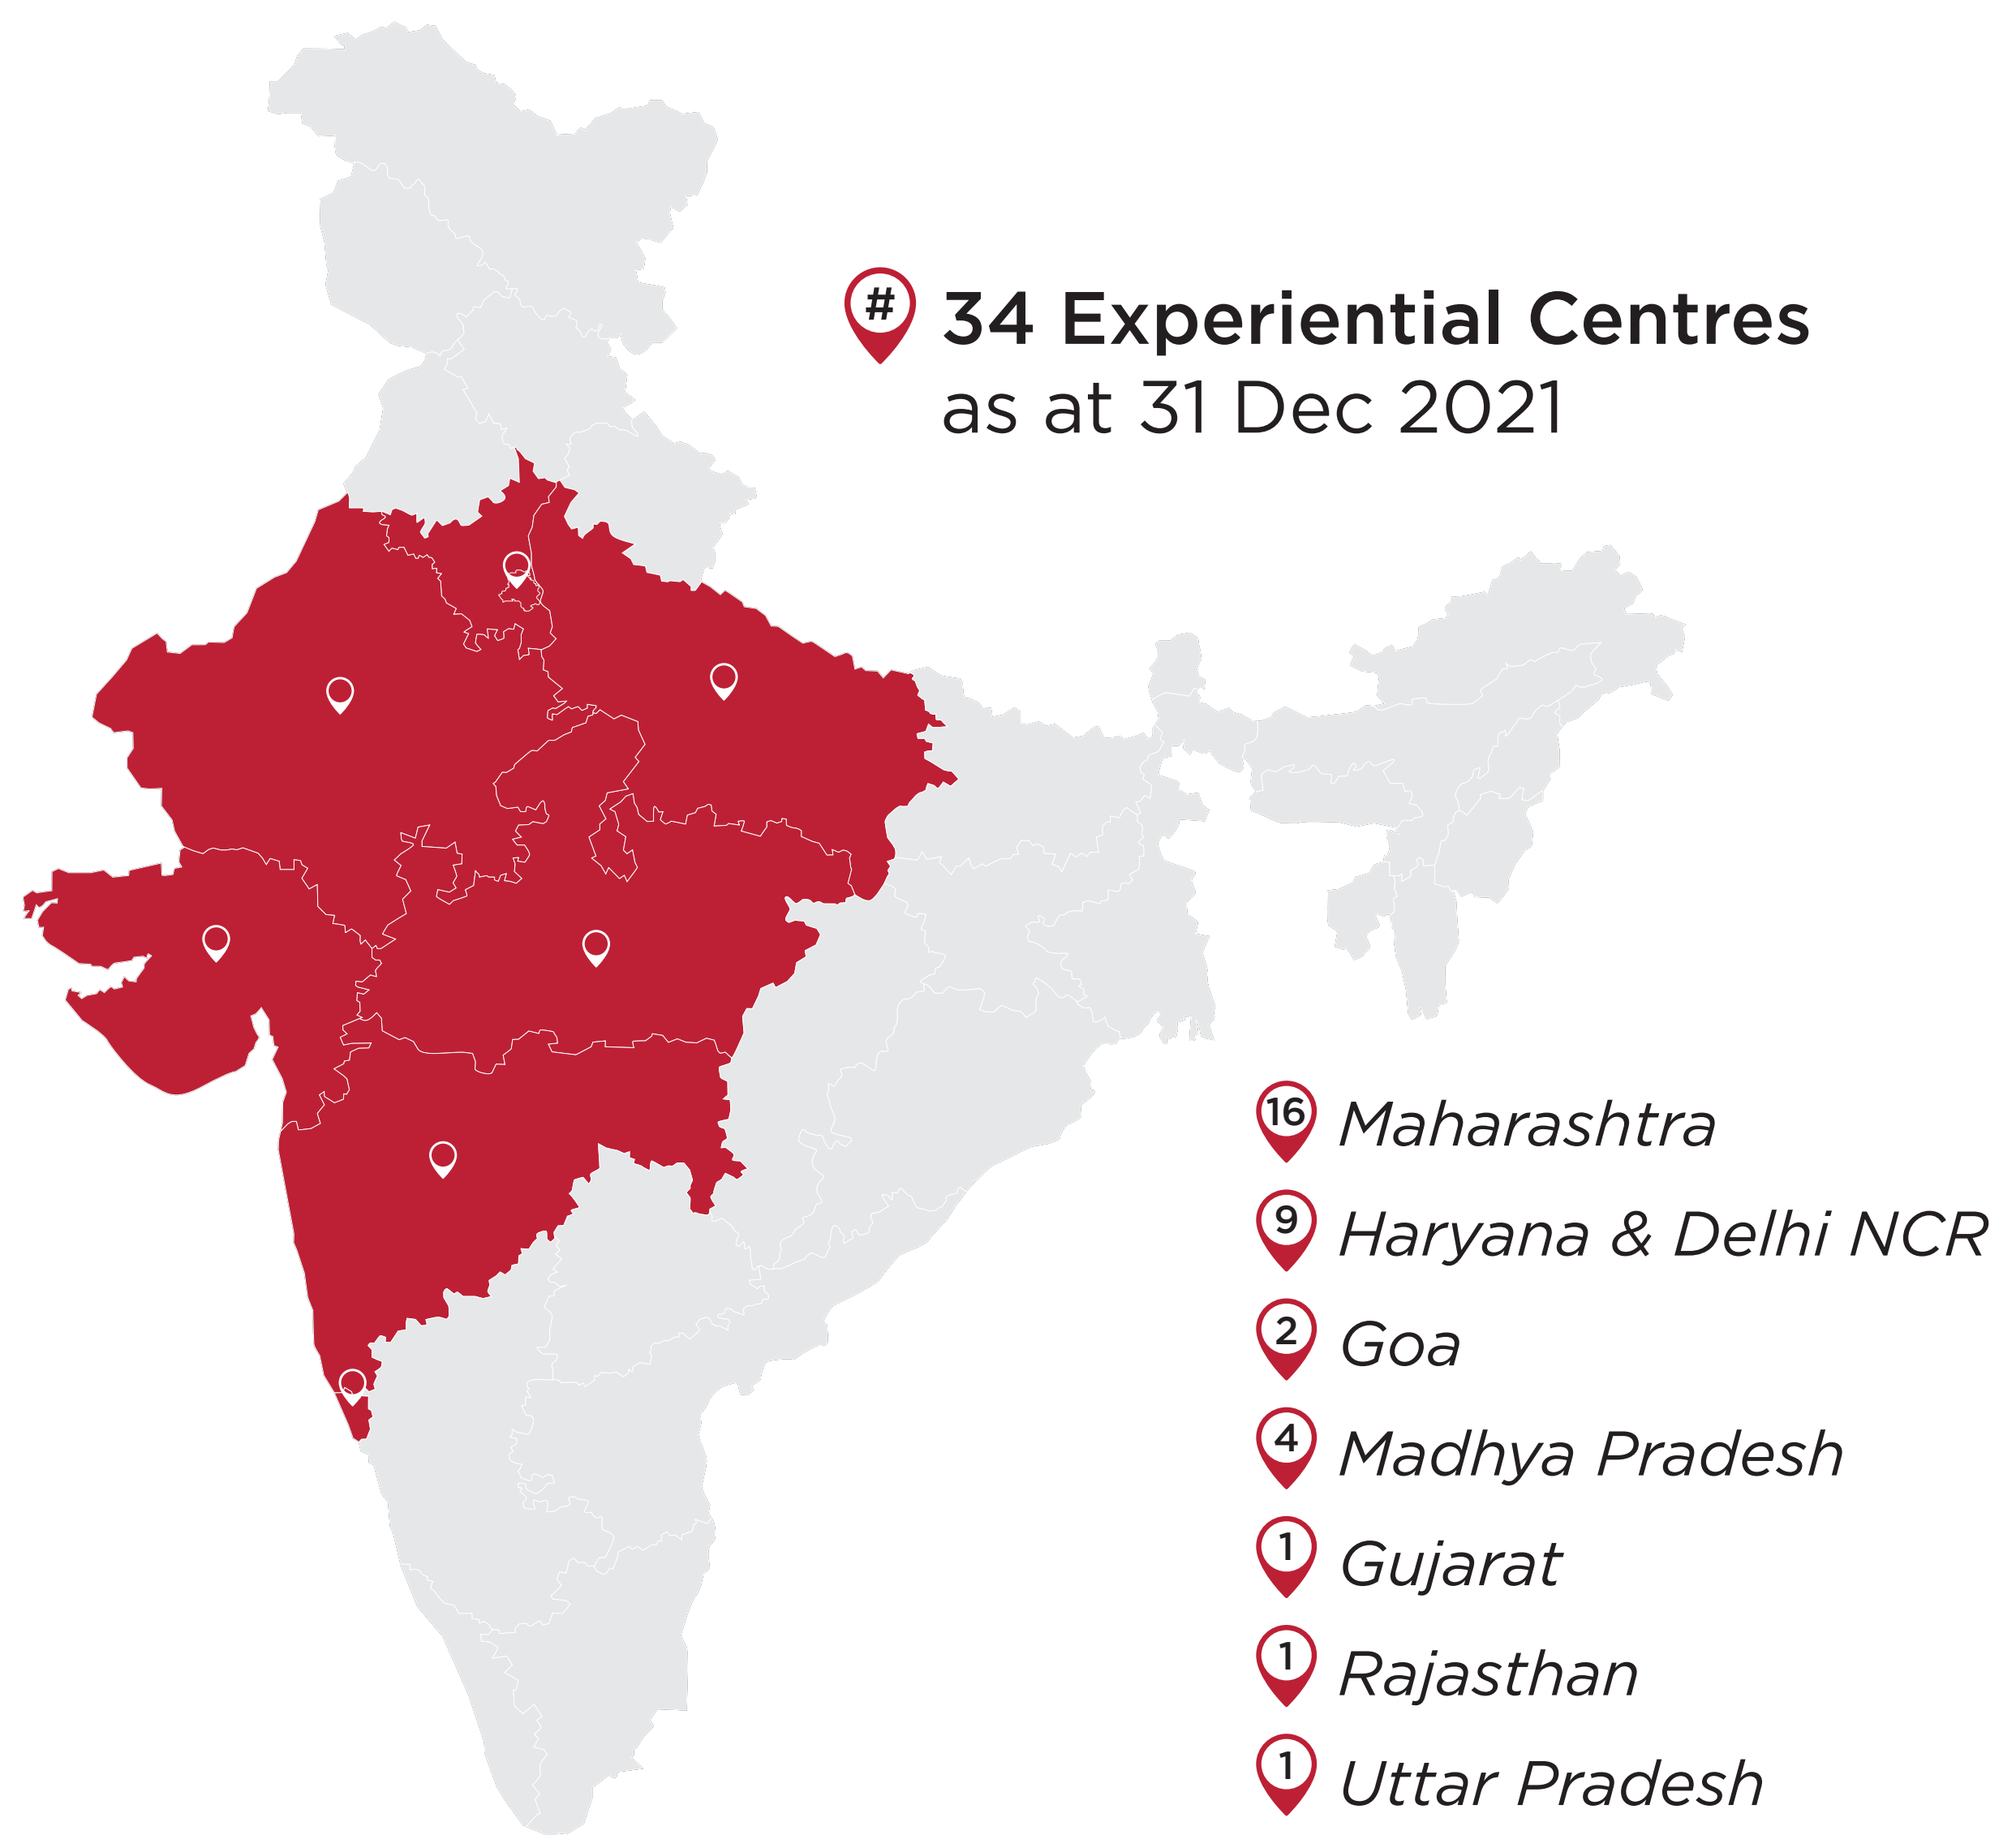 # 34 Experiential Centres
as at 31 Dec 2021
16 Maharashtra
9 Haryana & Delhi NCR
2 Goa
4 Madhya Pradesh
1 Gujarat
1 Rajasthan
1 Uttar Pradesh